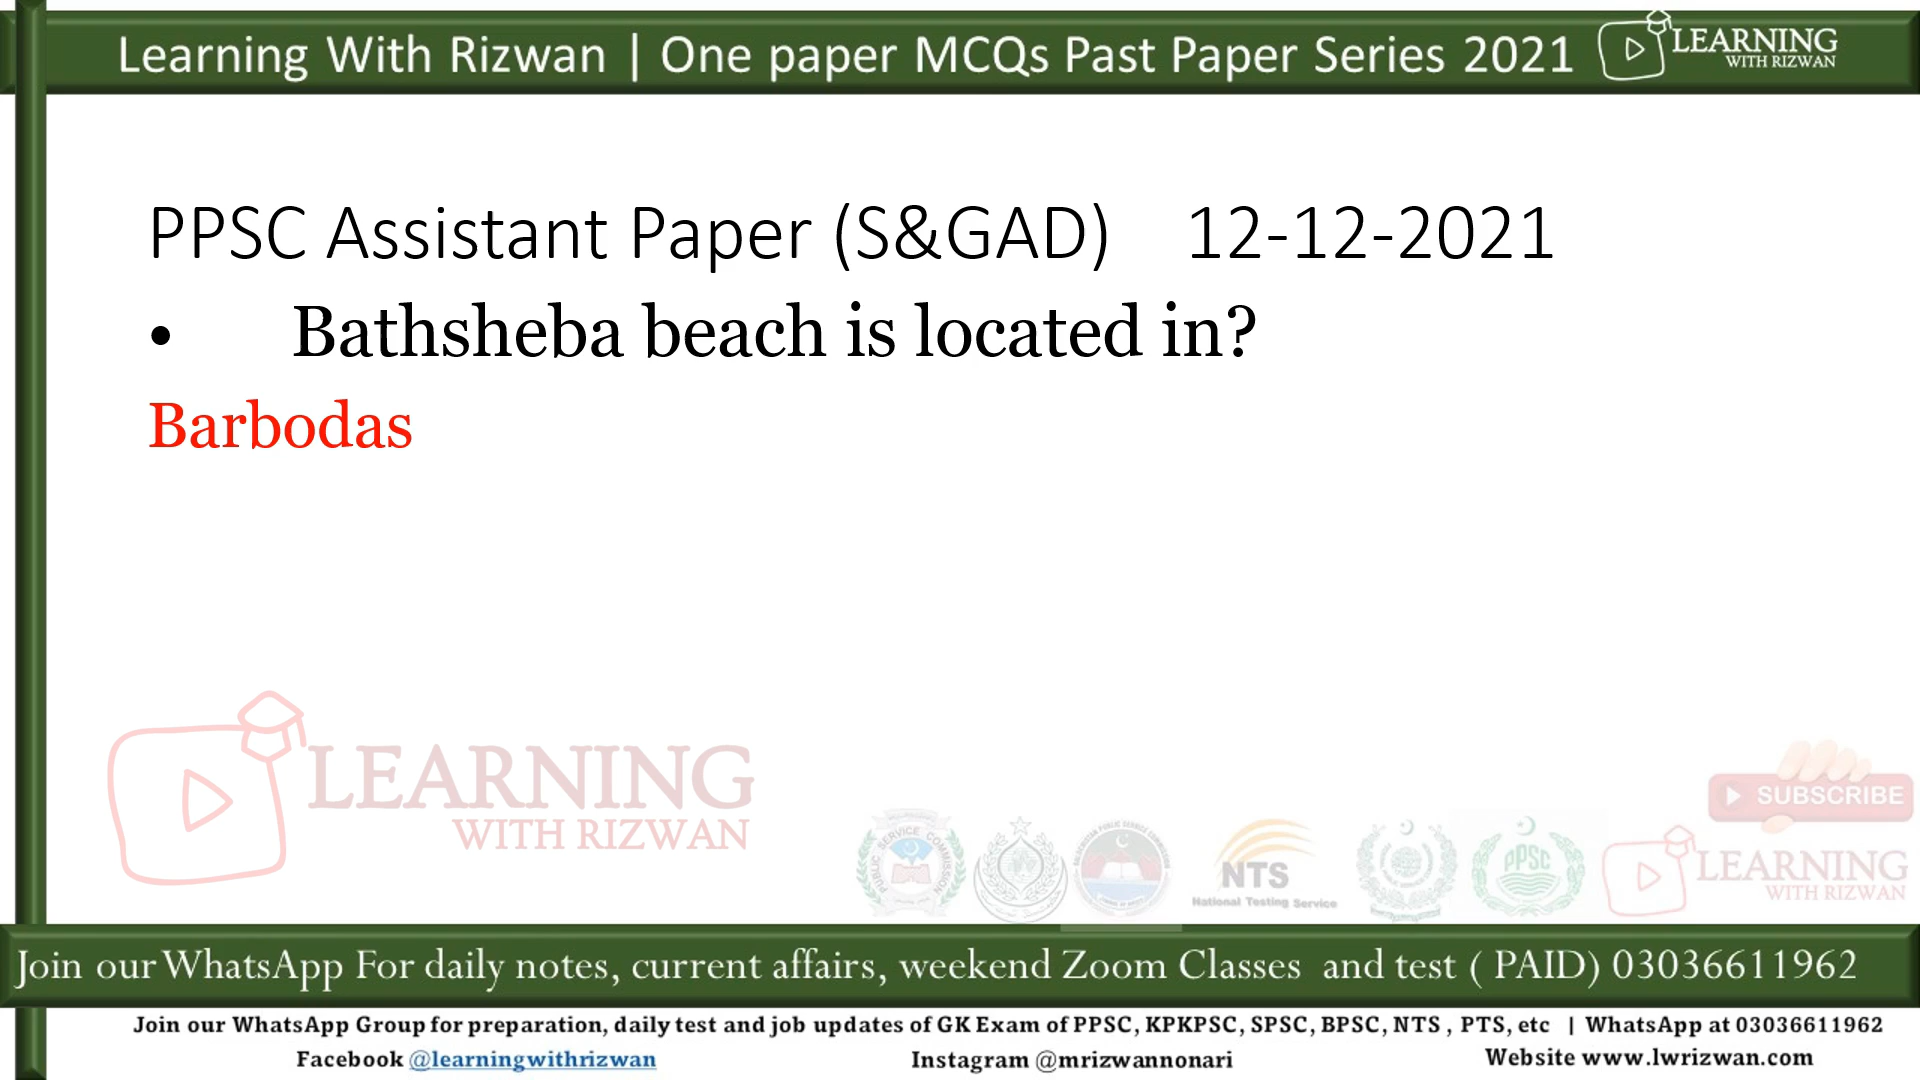 Learning With Rizwan | One paper MCQs Past Paper Series 2021
LEARNING
WITH RIZWAN
PPSC Assistant Paper (S&GAD) 12-12-2021
• Bathsheba beach is located in?
Barbodas
LEARNING
WITH RIZWAN
SUBSCRIBE
PUBLIC SERVICE COMMISSION
NTS
National Testing Service
PPSC
LEARNING
WITH RIZWAN
Join our WhatsApp For daily notes, current affairs, weekend Zoom Classes and test ( PAID) 03036611962
Join our WhatsApp Group for preparation, daily test and job updates of GK Exam of PPSC, KPKPSC, SPSC, BPSC, NTS , PTS, etc | WhatsApp at 03036611962
Facebook @learningwithrizwan Instagram @mrizwannonari Website www.lwrizwan.com